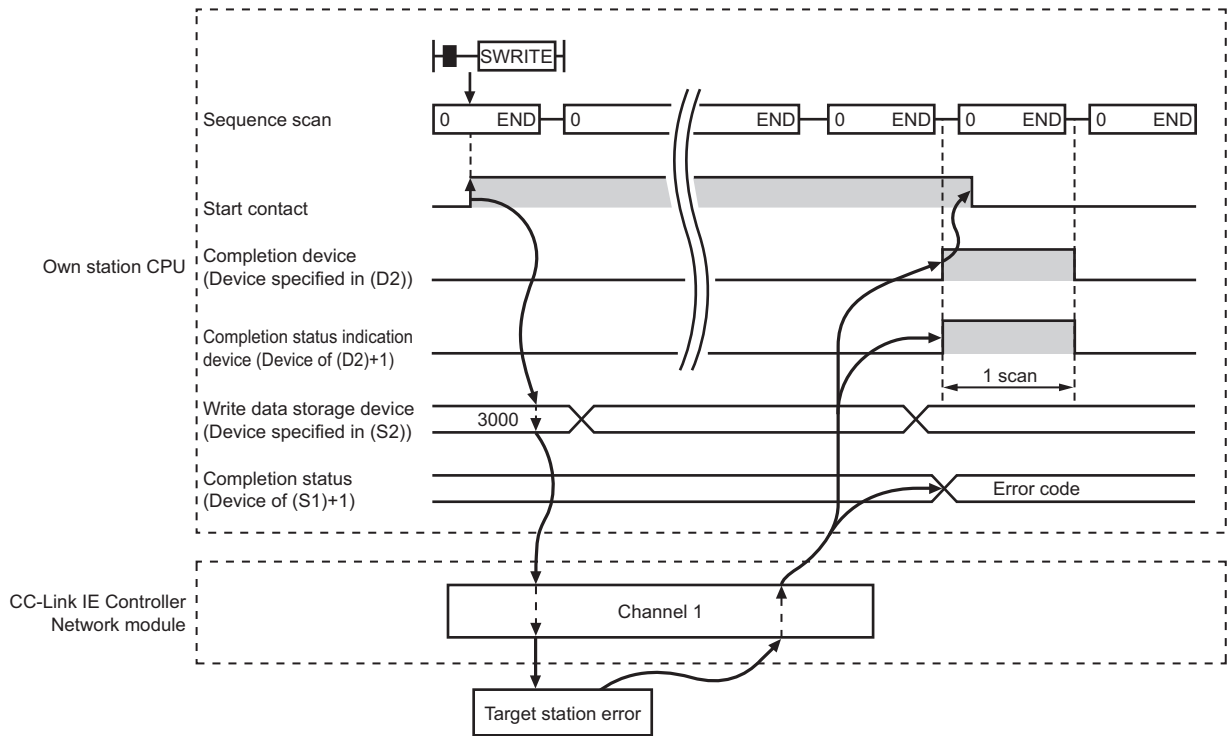 SWRITE
Sequence scan
0 END 0 END 0 END 0 END 0 END
Start contact
Own station CPU
Completion device
(Device specified in (D2))
Completion status indication
device (Device of (D2)+1)
1 scan
Write data storage device
(Device specified in (S2))
3000
Completion status
(Device of (S1)+1)
Error code
CC-Link IE Controller
Network module
Channel 1
Target station error